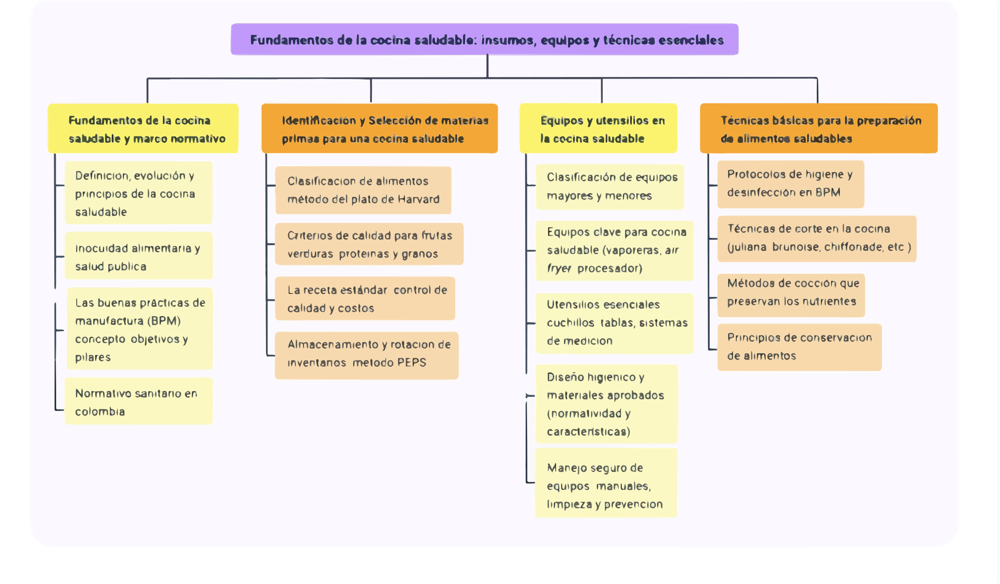 Fundamentos de la cocina saludable: insumos, equipos y técnicas esenciales
Fundamentos de la cocina
saludable y marco normativo
Definición, evolución y
principios de la cocina
saludable
Inocuidad alimentaria y
salud publica
Las buenas prácticas de
manufactura (BPM)
concepto objetivos y
pilares
Normativo sanitario en
colombia
Identificación y Selección de materias
primas para una cocina saludable
Clasificacion de alimentos
método del plato de Harvard
Criterios de calidad para frutas
verduras proteinas y granos
La receta estándar control de
calidad y costos
Almacenamiento y rotacion de
inventarios metodo PEPS
Equipos y utensilios en
la cocina saludable
Clasificación de equipos
mayores y menores
Equipos clave para cocina
saludable (vaporeras, air
fryer procesador)
Utensilios esenciales
cuchillos tablas, sistemas
de medicion
Diseño higienico y
materiales aprobados
(normatividad y
características)
Manejo seguro de
equipos manuales,
limpieza y prevencion
Técnicas básicas para la preparación
de alimentos saludables
Protocolos de higiene y
desinfección en BPM
Técnicas de corte en la cocina
(juliana brunoise, chiffonade, etc )
Métodos de cocción que
preservan los nutrientes
Principios de conservación
de alimentos